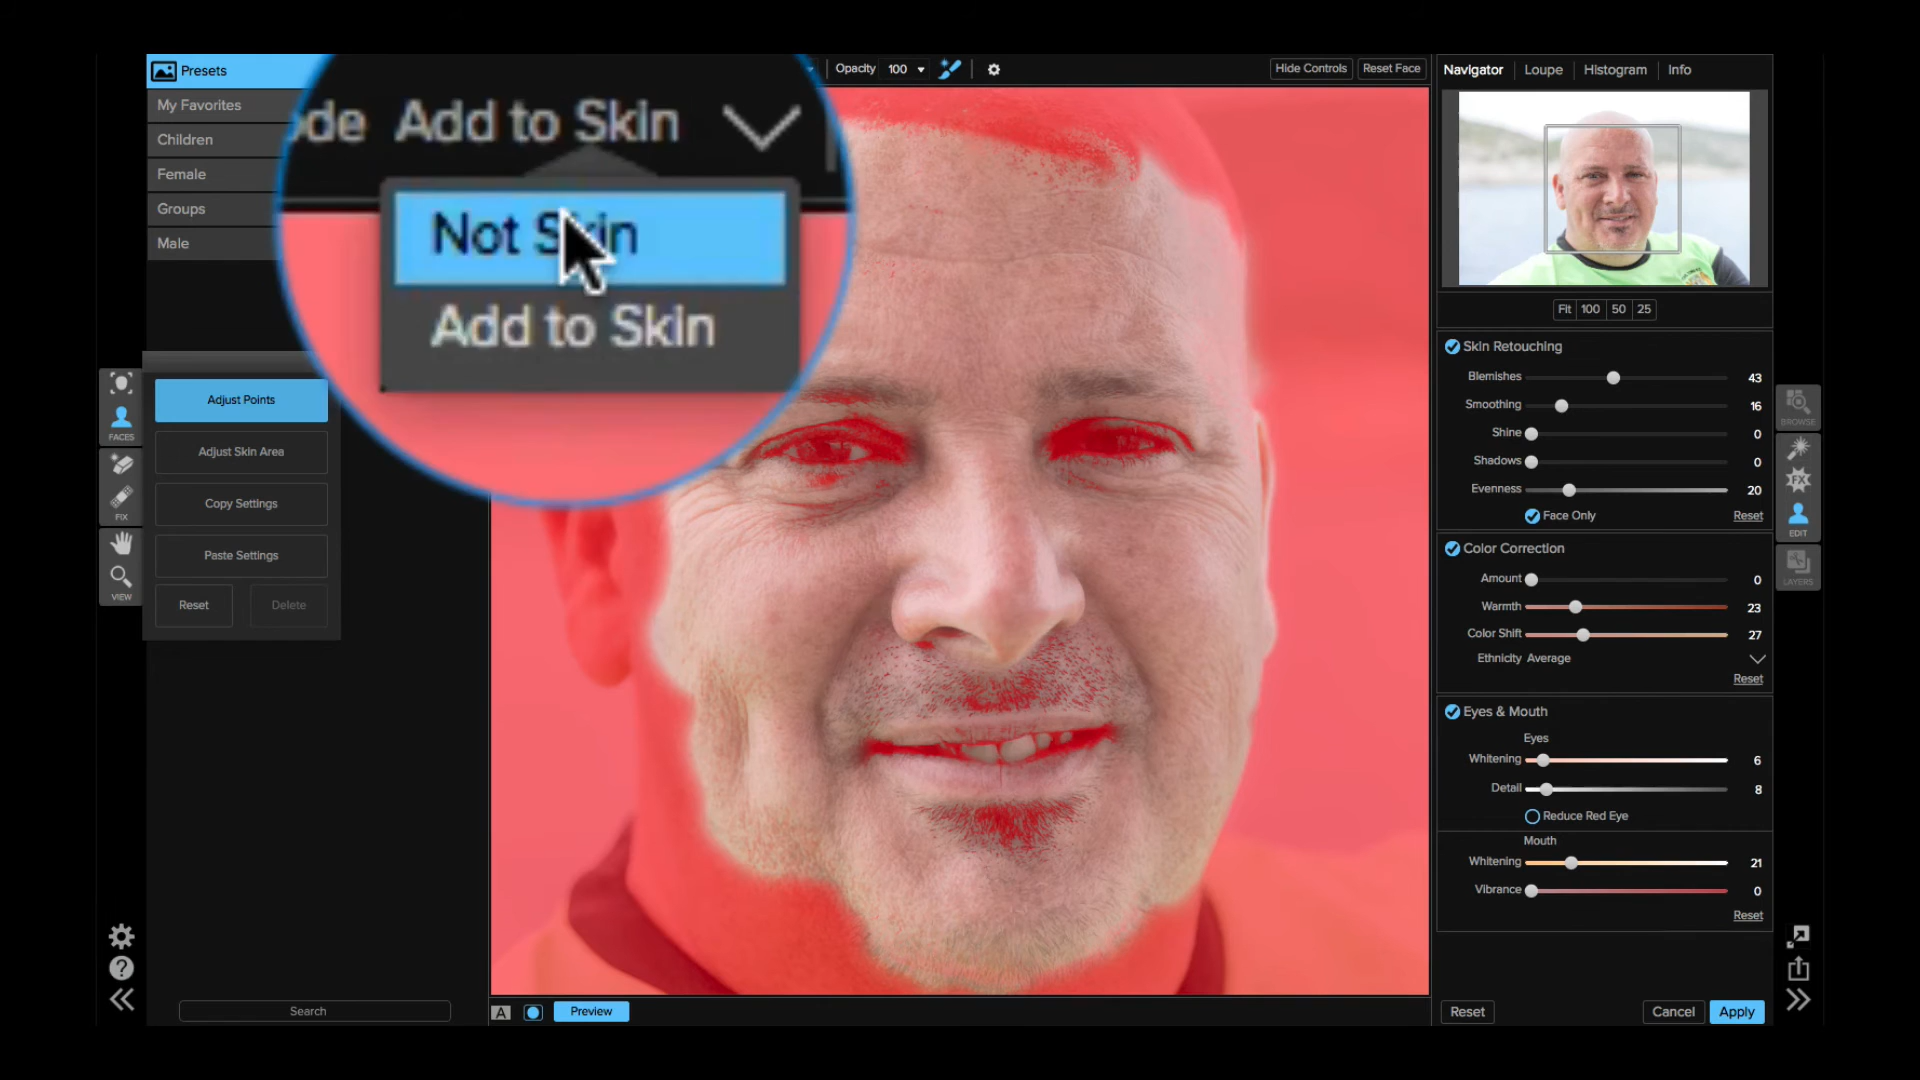 Presets
My Favorites
Children
Female
Groups
Male
ode Add to Skin
Not Skin
Add to Skin
Opacity 100
Hide Controls
Reset Face
Navigator Loupe Histogram Info
Fit 100 50 25
Skin Retouching
Blemishes 43
Smoothing 16
Shine 0
Shadows 0
Evenness 20
Face Only Reset
Color Correction
Amount 0
Warmth 23
Color Shift 27
Ethnicity Average
Reset
Eyes & Mouth
Eyes
Whitening 6
Detail 8
Reduce Red Eye
Mouth
Whitening 21
Vibrance 0
Reset
Reset Cancel Apply
FACES
FIX
VIEW
Adjust Points
Adjust Skin Area
Copy Settings
Paste Settings
Reset Delete
BROWSE
FX
EDIT
LAYERS
?
Search
A Preview